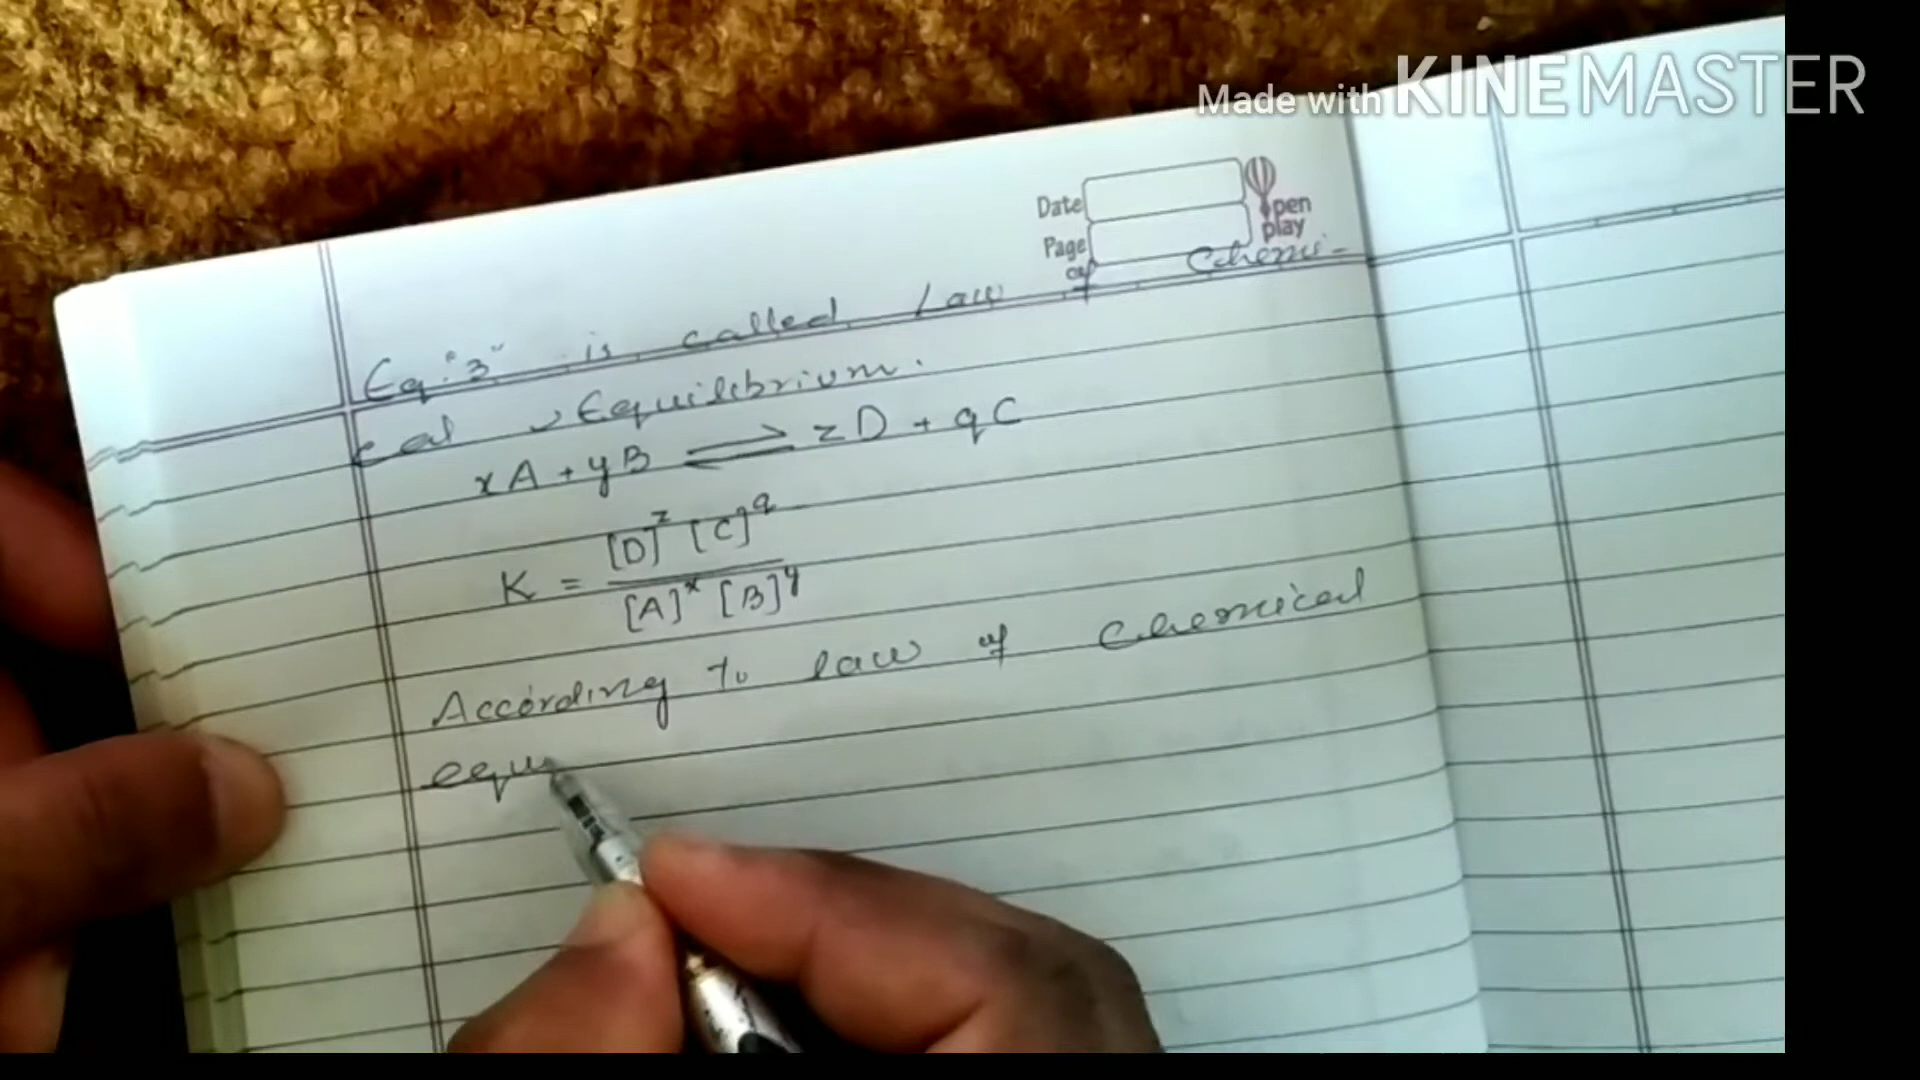 Made with KINEMASTER
Date
Page
open
play
Eq: "3" is called Law of Chemi-
cal Equilibrium.
xA + yB ⇌ zD + qC
K = [D]^z [C]^q / [A]^x [B]^y
According to law of Chemical
equ